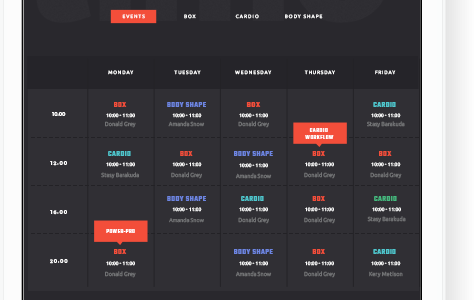 EVENTS BOX CARDIO BODY SHAPE
MONDAY TUESDAY WEDNESDAY THURSDAY FRIDAY
10.00
BOX BODY SHAPE BOX CARDIO
10:00 - 11:00 10:00 - 11:00 10:00 - 11:00 10:00 - 11:00
Donald Grey Amanda Snow Donald Grey Stasy Barakuda
CARDIO
WORKFLOW
12.00
CARDIO BOX BODY SHAPE BOX BOX
10:00 - 11:00 10:00 - 11:00 10:00 - 11:00 10:00 - 11:00 10:00 - 11:00
Stasy Barakuda Donald Grey Amanda Snow Donald Grey Donald Grey
16.00
BODY SHAPE CARDIO BOX CARDIO
10:00 - 11:00 10:00 - 11:00 10:00 - 11:00 10:00 - 11:00
Amanda Snow Donald Grey Donald Grey Stasy Barakuda
20.00
BOX BODY SHAPE BOX CARDIO
10:00 - 11:00 10:00 - 11:00 10:00 - 11:00 10:00 - 11:00
Donald Grey Amanda Snow Donald Grey Kery Matison